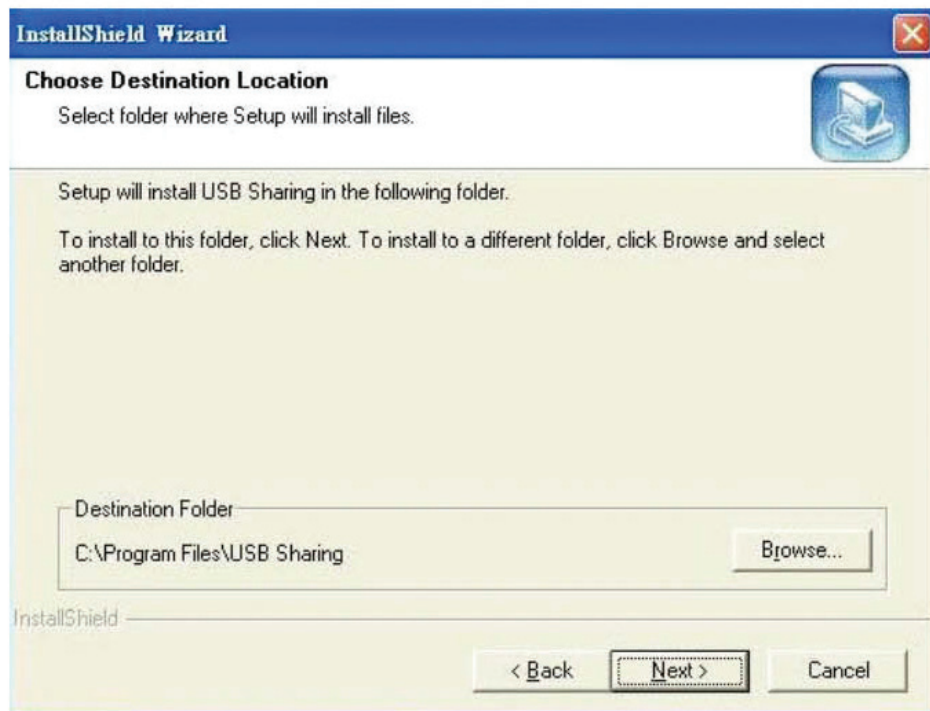 InstallShield Wizard
Choose Destination Location
Select folder where Setup will install files.
Setup will install USB Sharing in the following folder.
To install to this folder, click Next. To install to a different folder, click Browse and select
another folder.
Destination Folder
C:\Program Files\USB Sharing
Browse...
InstallShield
< Back
Next >
Cancel